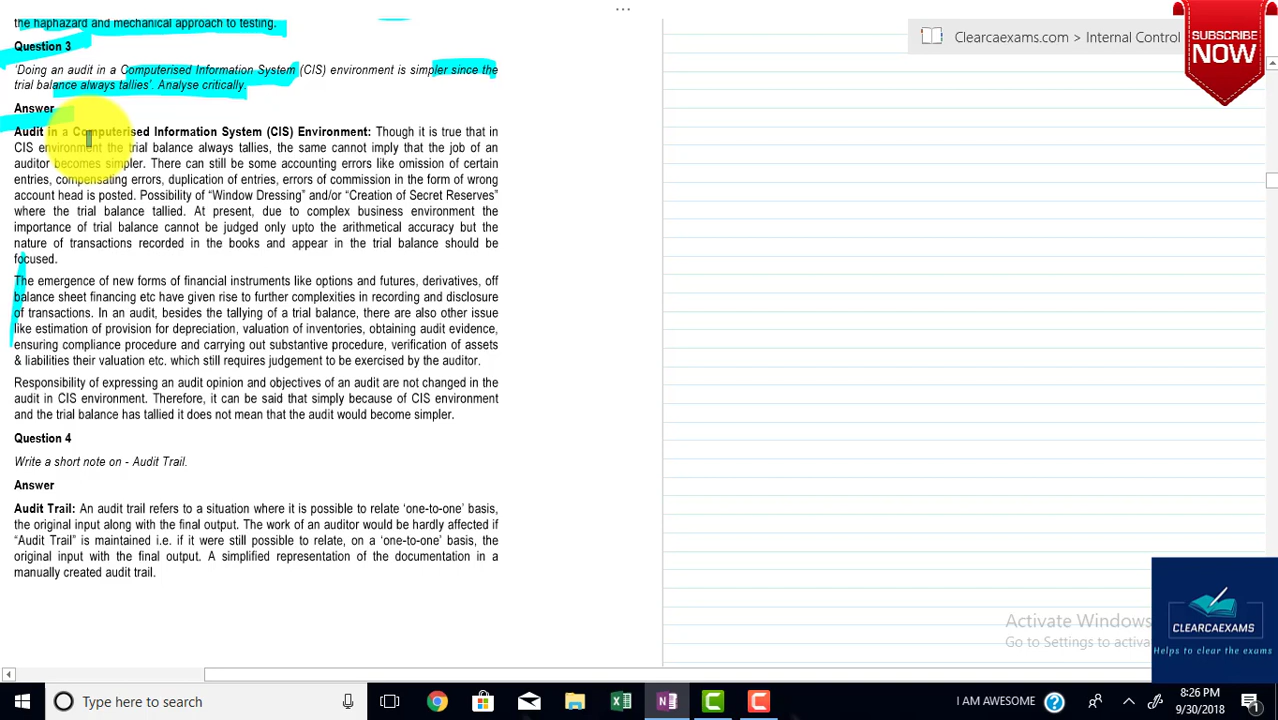 ...
the haphazard and mechanical approach to testing.
Clearcaexams.com > Internal Control
SUBSCRIBE
NOW
Question 3
'Doing an audit in a Computerised Information System (CIS) environment is simpler since the
trial balance always tallies'. Analyse critically.
Answer
Audit in a Computerised Information System (CIS) Environment: Though it is true that in
CIS environment the trial balance always tallies, the same cannot imply that the job of an
auditor becomes simpler. There can still be some accounting errors like omission of certain
entries, compensating errors, duplication of entries, errors of commission in the form of wrong
account head is posted. Possibility of "Window Dressing" and/or "Creation of Secret Reserves"
where the trial balance tallied. At present, due to complex business environment the
importance of trial balance cannot be judged only upto the arithmetical accuracy but the
nature of transactions recorded in the books and appear in the trial balance should be
focused.
The emergence of new forms of financial instruments like options and futures, derivatives, off
balance sheet financing etc have given rise to further complexities in recording and disclosure
of transactions. In an audit, besides the tallying of a trial balance, there are also other issue
like estimation of provision for depreciation, valuation of inventories, obtaining audit evidence,
ensuring compliance procedure and carrying out substantive procedure, verification of assets
& liabilities their valuation etc. which still requires judgement to be exercised by the auditor.
Responsibility of expressing an audit opinion and objectives of an audit are not changed in the
audit in CIS environment. Therefore, it can be said that simply because of CIS environment
and the trial balance has tallied it does not mean that the audit would become simpler.
Question 4
Write a short note on - Audit Trail.
Answer
Audit Trail: An audit trail refers to a situation where it is possible to relate 'one-to-one' basis,
the original input along with the final output. The work of an auditor would be hardly affected if
"Audit Trail" is maintained i.e. if it were still possible to relate, on a 'one-to-one' basis, the
original input with the final output. A simplified representation of the documentation in a
manually created audit trail.
Activate Windows
Go to Settings to activa
CLEARCAEXAMS
Helps to clear the exams
Type here to search
I AM AWESOME
8:26 PM
9/30/2018